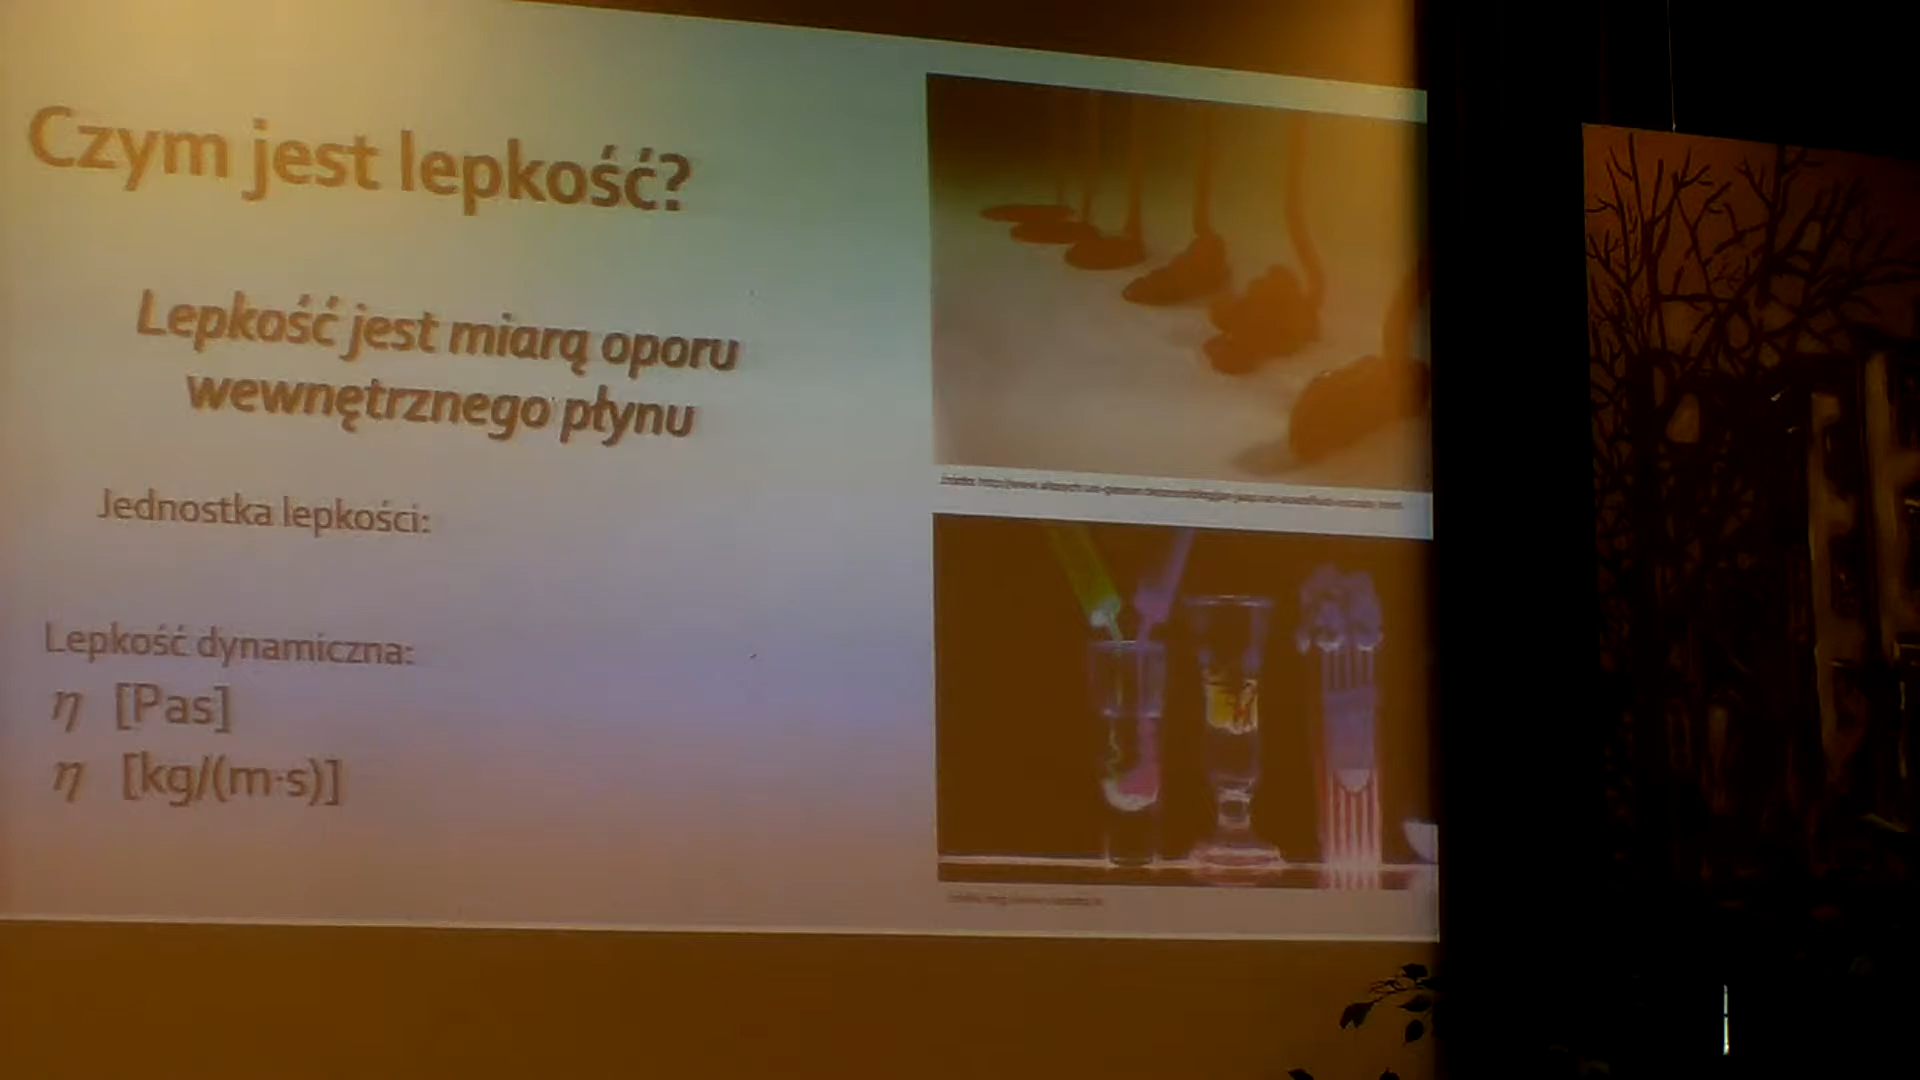 Czym jest lepkość?
Lepkość jest miarą oporu
wewnętrznego płynu
Jednostka lepkości:
Lepkość dynamiczna:
η [Pas]
η [kg/(m·s)]